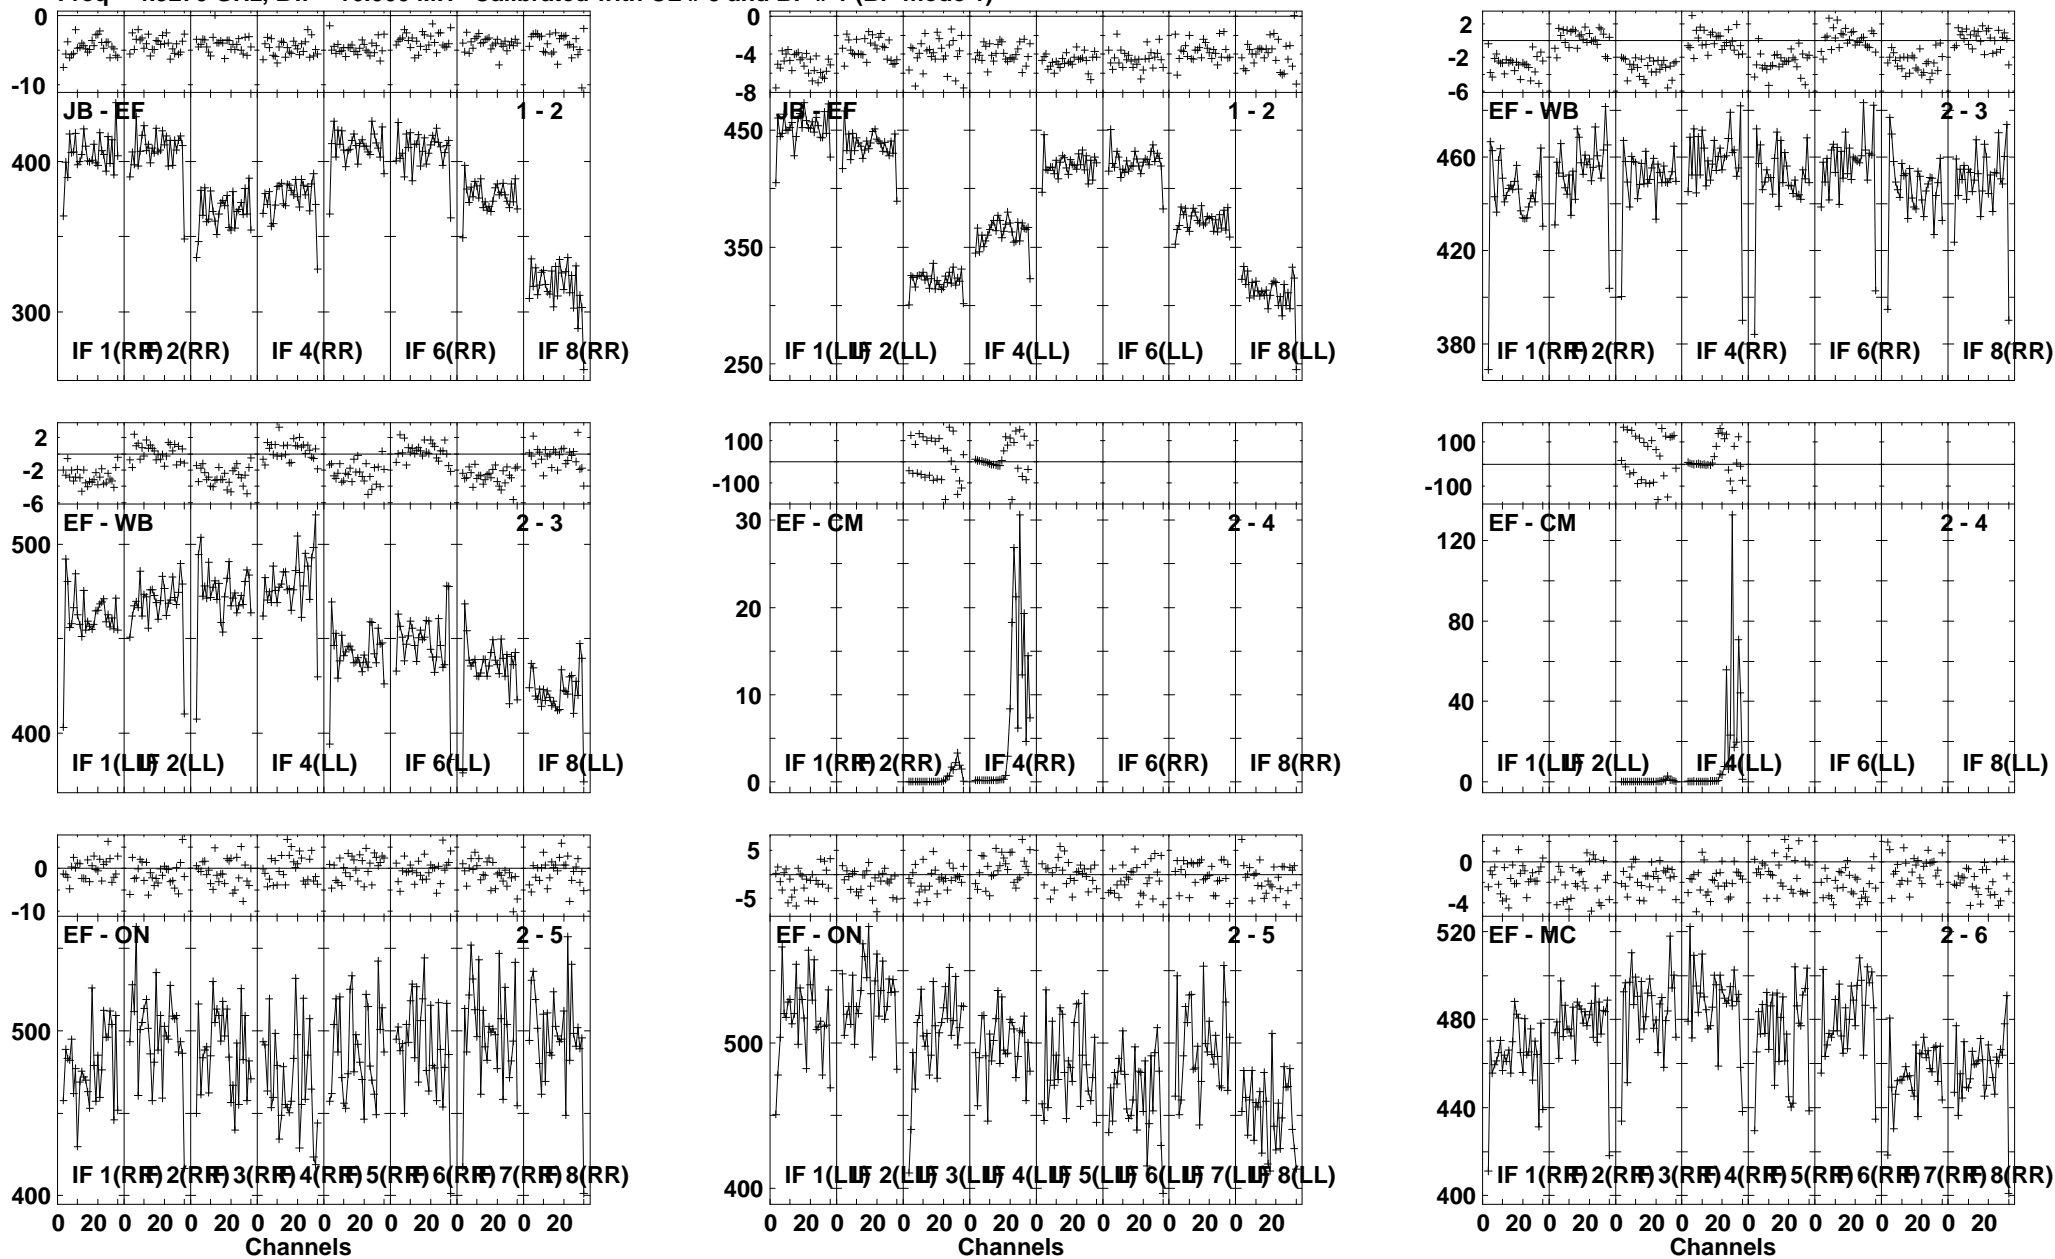 Calibrated with CL # and BP # 1 (BP mode 1)
0
-10
JB - EF 1 - 2
400
300
IF 1(RR) IF 2(RR) IF 4(RR) IF 6(RR) IF 8(RR)
0
-4
-8
JB - EF 1 - 2
450
350
250
IF 1(LL) IF 2(LL) IF 4(LL) IF 6(LL) IF 8(LL)
2
-2
-6
EF - WB 2 - 3
460
420
380
IF 1(RR) IF 2(RR) IF 4(RR) IF 6(RR) IF 8(RR)
2
-2
-6
EF - WB 2 - 3
500
400
IF 1(LL) IF 2(LL) IF 4(LL) IF 6(LL) IF 8(LL)
100
-100
EF - CM 2 - 4
30
20
10
0
IF 1(RR) IF 2(RR) IF 4(RR) IF 6(RR) IF 8(RR)
100
-100
EF - CM 2 - 4
120
80
40
0
IF 1(LL) IF 2(LL) IF 4(LL) IF 6(LL) IF 8(LL)
0
-10
EF - ON 2 - 5
500
400
IF 1(RR) IF 2(RR) IF 3(RR) IF 4(RR) IF 5(RR) IF 6(RR) IF 7(RR) IF 8(RR)
0 20 0 20 0 20 0 20 0 20 0 20 0 20 0 20
Channels
5
-5
EF - ON 2 - 5
500
400
IF 1(LL) IF 2(LL) IF 3(LL) IF 4(LL) IF 5(LL) IF 6(LL) IF 7(LL) IF 8(LL)
0 20 0 20 0 20 0 20 0 20 0 20 0 20 0 20
Channels
0
-4
EF - MC 2 - 6
520
480
440
400
IF 1(RR) IF 2(RR) IF 3(RR) IF 4(RR) IF 5(RR) IF 6(RR) IF 7(RR) IF 8(RR)
0 20 0 20 0 20 0 20 0 20 0 20 0 20 0 20
Channels